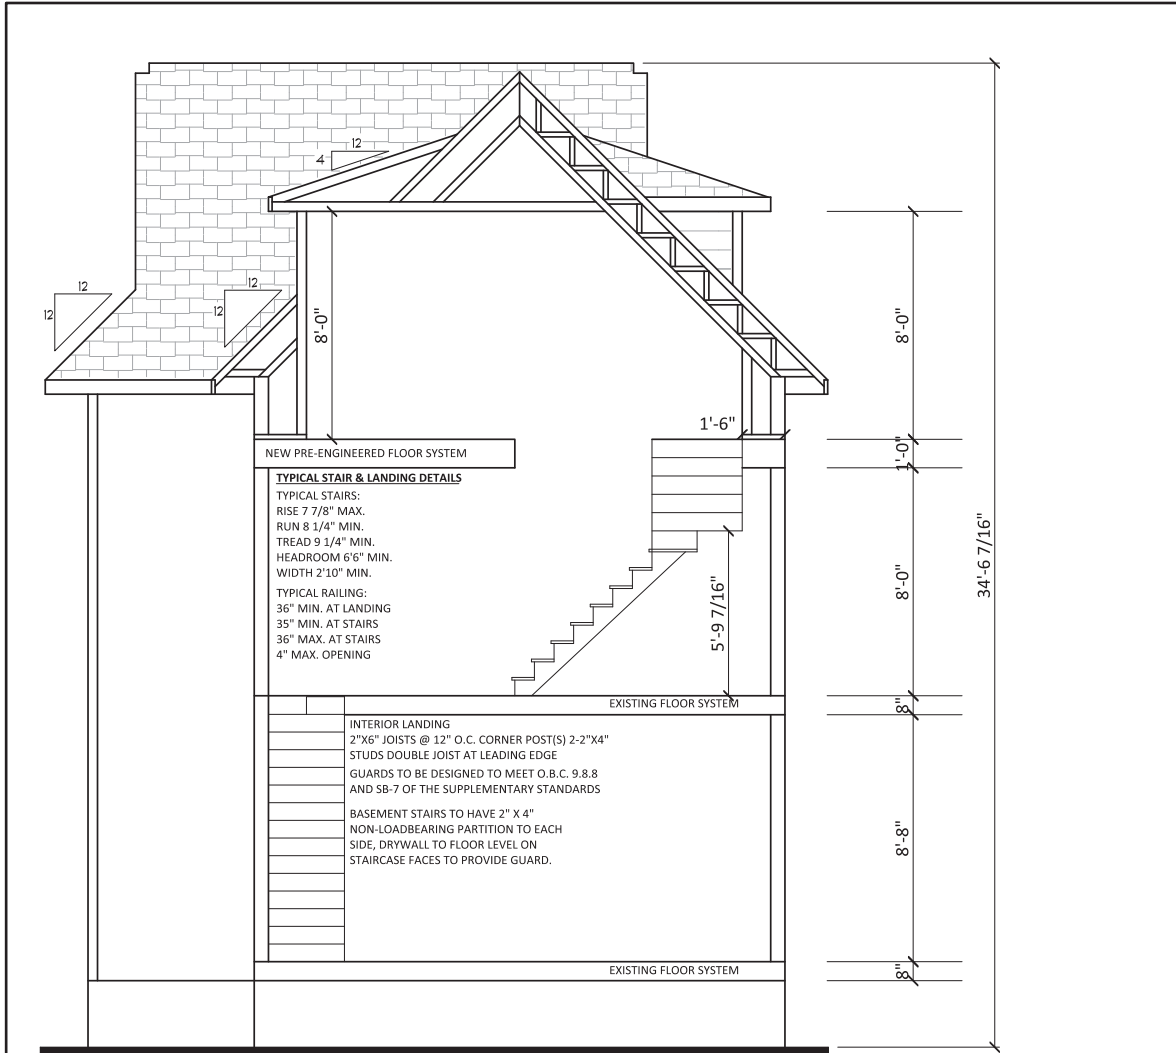 12
4
12
12
12
12
8'-0"
8'-0"
1'-6"
1'-0"
NEW PRE-ENGINEERED FLOOR SYSTEM
TYPICAL STAIR & LANDING DETAILS
TYPICAL STAIRS:
RISE 7 7/8" MAX.
RUN 8 1/4" MIN.
TREAD 9 1/4" MIN.
HEADROOM 6'6" MIN.
WIDTH 2'10" MIN.
TYPICAL RAILING:
36" MIN. AT LANDING
35" MIN. AT STAIRS
36" MAX. AT STAIRS
4" MAX. OPENING
5'-9 7/16"
8'-0"
34'-6 7/16"
EXISTING FLOOR SYSTEM
8"
INTERIOR LANDING
2"X6" JOISTS @ 12" O.C. CORNER POST(S) 2-2"X4"
STUDS DOUBLE JOIST AT LEADING EDGE
GUARDS TO BE DESIGNED TO MEET O.B.C. 9.8.8
AND SB-7 OF THE SUPPLEMENTARY STANDARDS
BASEMENT STAIRS TO HAVE 2" X 4"
NON-LOADBEARING PARTITION TO EACH
SIDE, DRYWALL TO FLOOR LEVEL ON
STAIRCASE FACES TO PROVIDE GUARD.
8'-8"
EXISTING FLOOR SYSTEM
8"